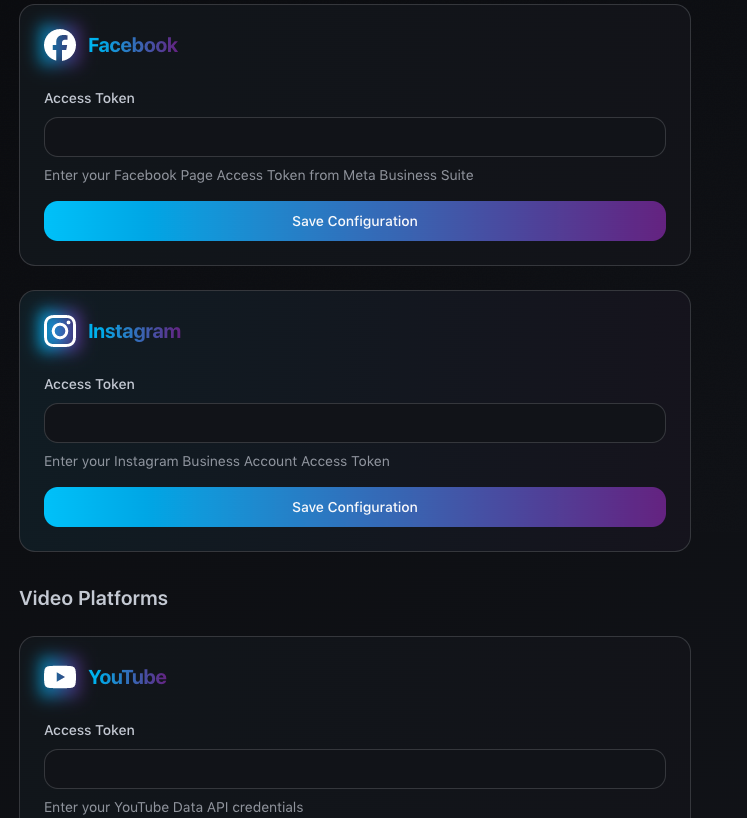 Facebook
Access Token
Enter your Facebook Page Access Token from Meta Business Suite
Save Configuration
Instagram
Access Token
Enter your Instagram Business Account Access Token
Save Configuration
Video Platforms
YouTube
Access Token
Enter your YouTube Data API credentials